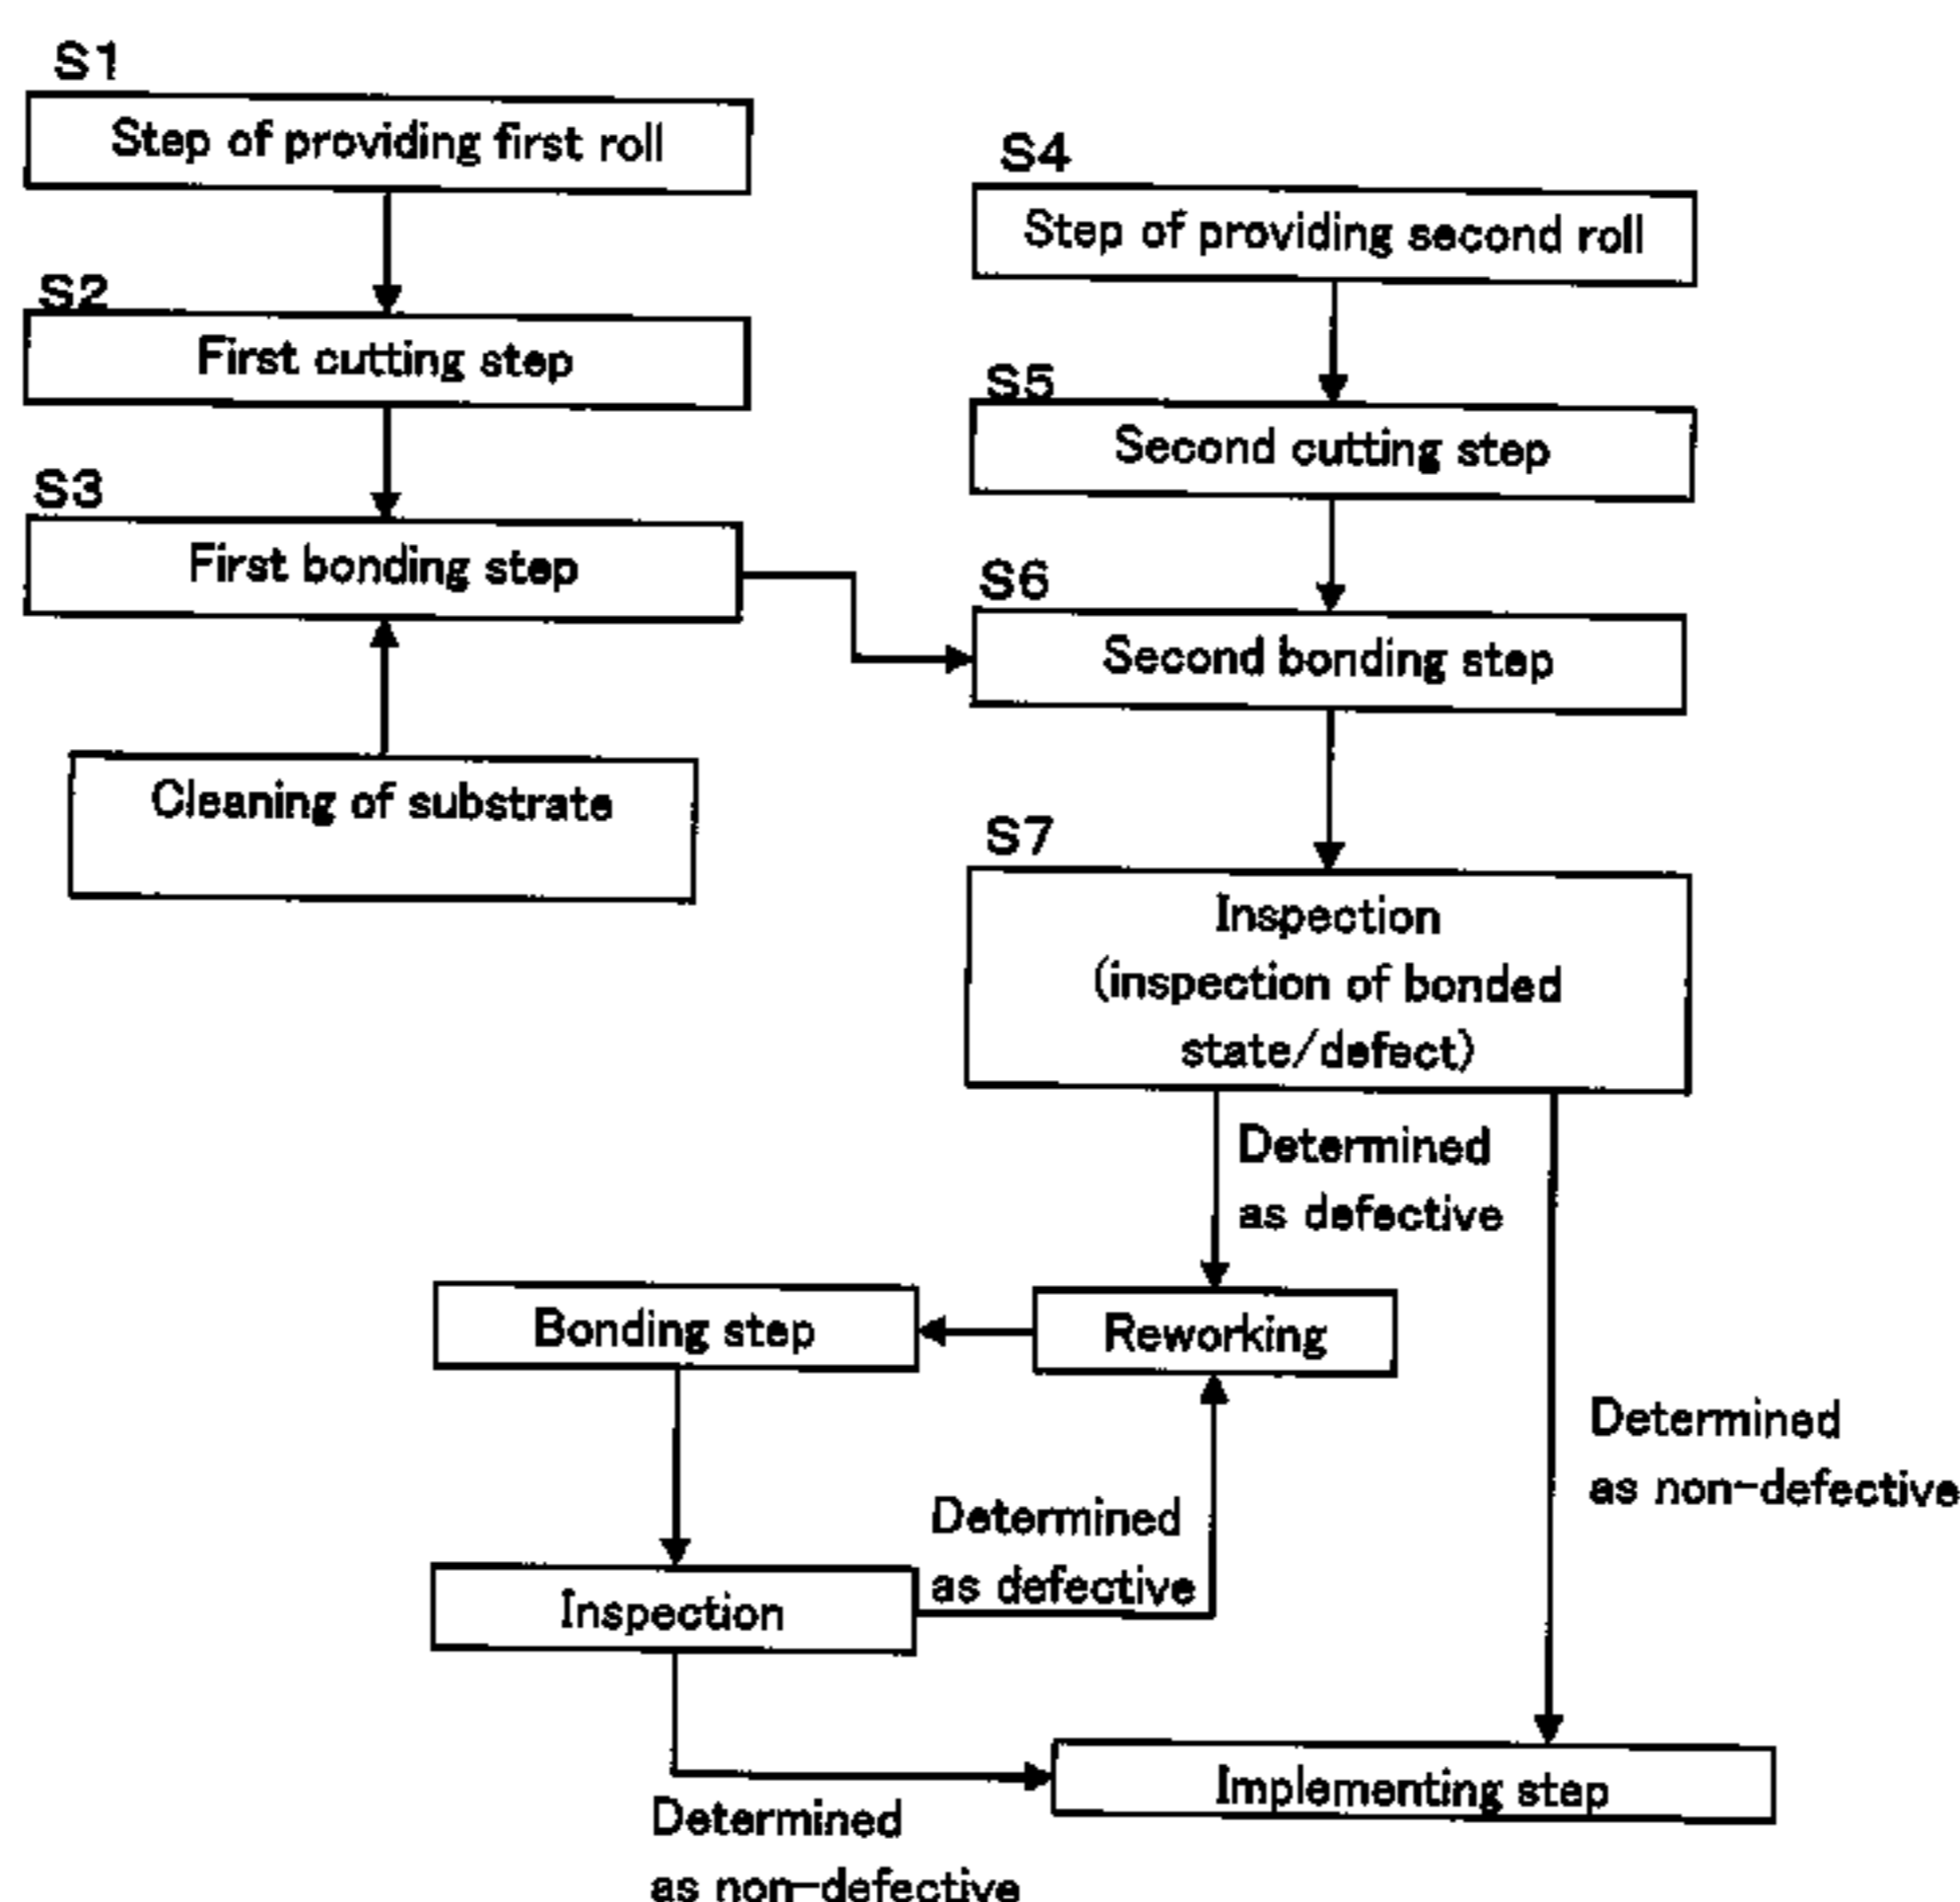 S1
Step of providing first roll
S2
First cutting step
S3
First bonding step
Cleaning of substrate
S4
Step of providing second roll
S5
Second cutting step
S6
Second bonding step
S7
Inspection
(inspection of bonded
state/defect)
Determined
as defective
Reworking
Bonding step
Inspection
Determined
as defective
Determined
as non-defective
Determined
as non-defective
Implementing step